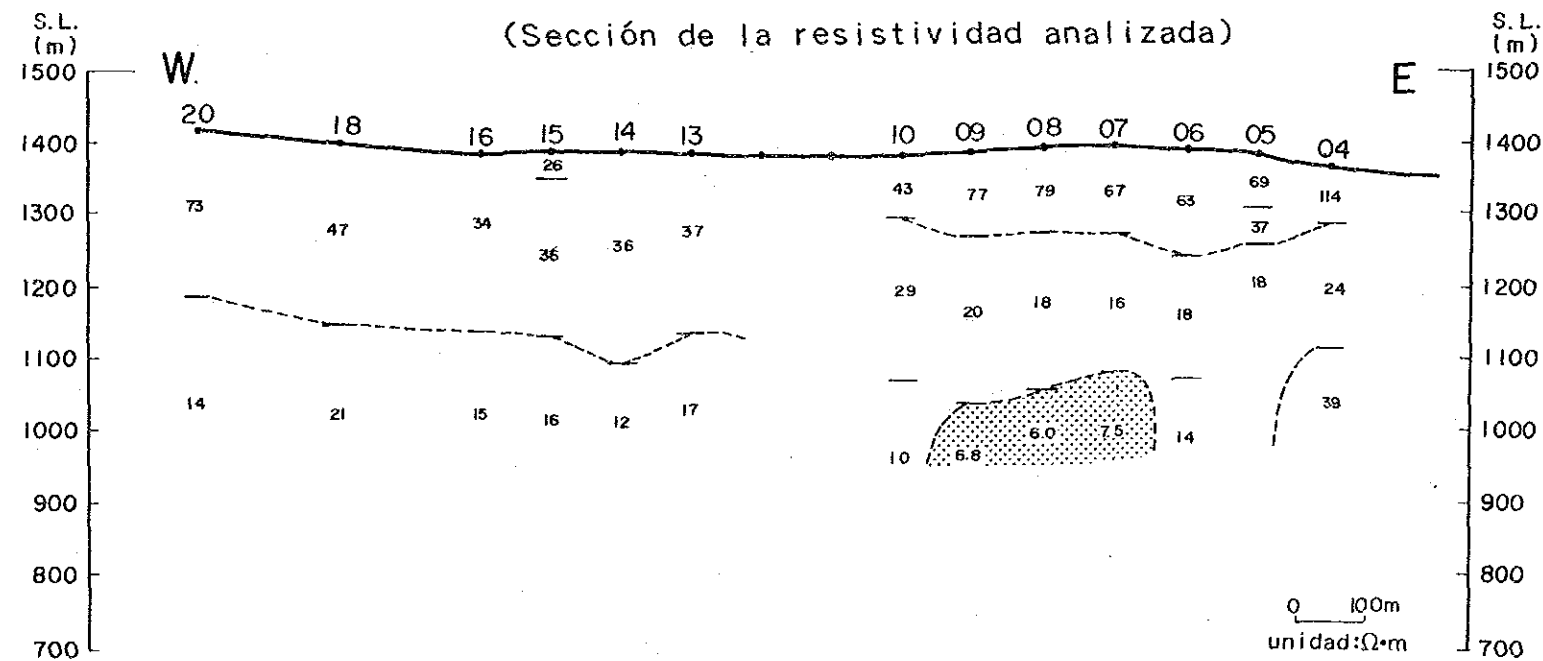 S.L. (Sección de la resistividad analizada) S.L.
(m) (m)
W. E
1500 1500
20 18 16 15 14 13 10 09 08 07 06 05 04
1400 1400
26
73 47 34 36 36 37 43 77 79 67 63 69 114
1300 1300
37
29 20 18 16 18 18 24
1200 1200
1100 1100
14 21 15 16 12 17 10 6.8 6.0 7.5 14 39
1000 1000
900 900
800 800
0 100m
unidad:Ω•m
700 700